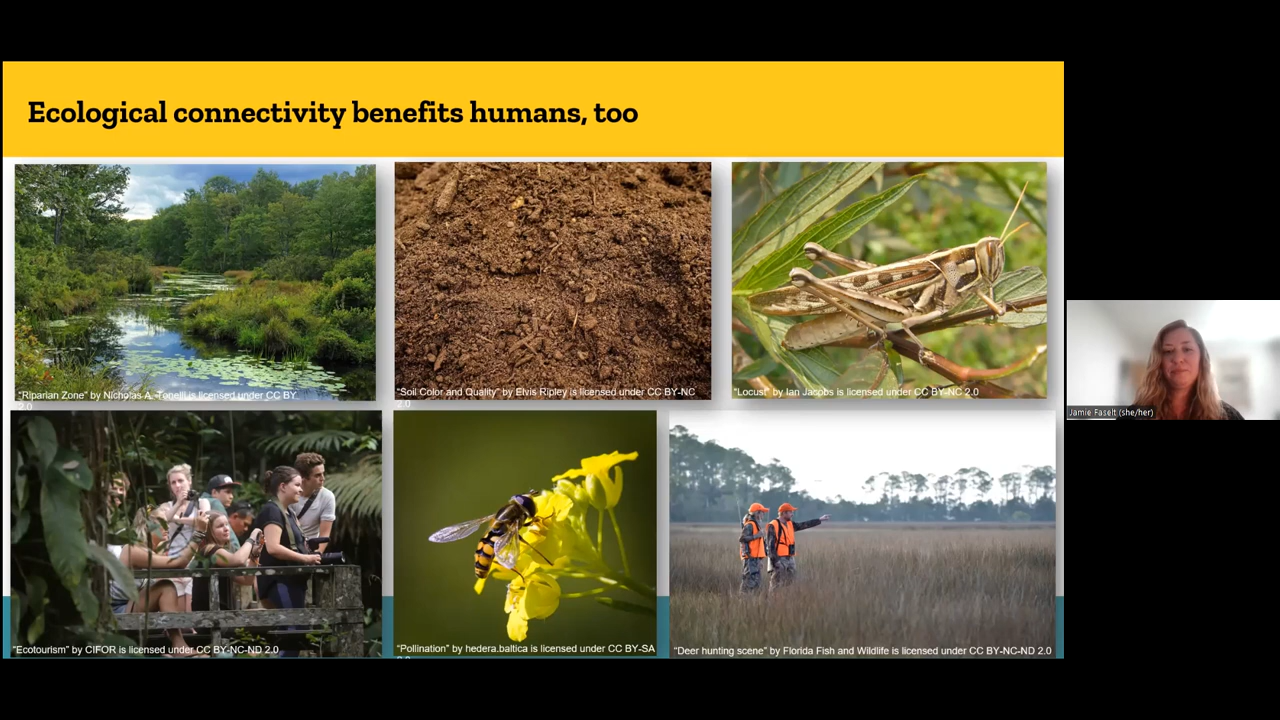 Ecological connectivity benefits humans, too
"Riparian Zone" by Nicholas A. Tonelli is licensed under CC BY
2.0
"Soil Color and Quality" by Elvis Ripley is licensed under CC BY-NC
2.0
"Locust" by Ian Jacobs is licensed under CC BY-NC 2.0
Jamie Faselt (she/her)
"Ecotourism" by CIFOR is licensed under CC BY-NC-ND 2.0
"Pollination" by hedera.baltica is licensed under CC BY-SA
"Deer hunting scene" by Florida Fish and Wildlife is licensed under CC BY-NC-ND 2.0